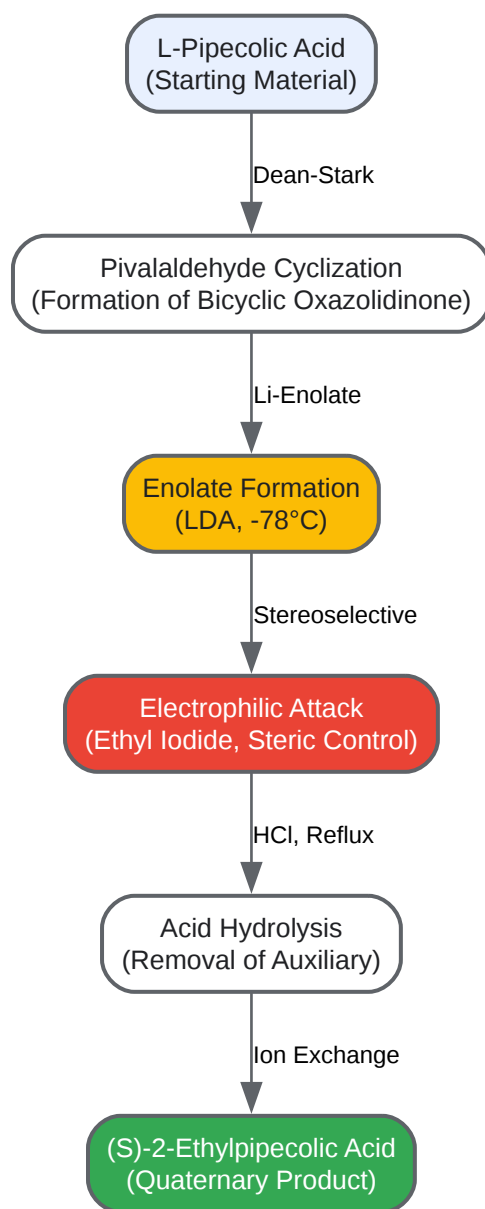 L-Pipecolic Acid
(Starting Material)
Dean-Stark
Pivalaldehyde Cyclization
(Formation of Bicyclic Oxazolidinone)
Li-Enolate
Enolate Formation
(LDA, -78°C)
Stereoselective
Electrophilic Attack
(Ethyl Iodide, Steric Control)
HCl, Reflux
Acid Hydrolysis
(Removal of Auxiliary)
Ion Exchange
(S)-2-Ethylpipecolic Acid
(Quaternary Product)